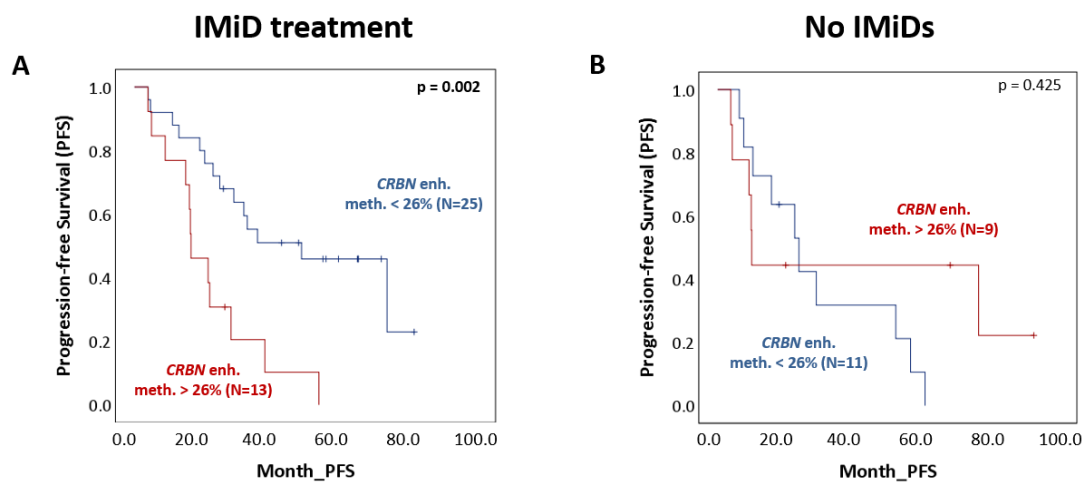 IMiD treatment
No IMiDs
A
p = 0.002
Progression-free Survival (PFS)
1.0
0.8
0.6
0.4
0.2
0.0
CRBN enh.
meth. < 26% (N=25)
CRBN enh.
meth. > 26% (N=13)
0.0 20.0 40.0 60.0 80.0 100.0
Month_PFS
B
p = 0.425
Progression-free Survival (PFS)
1.0
0.8
0.6
0.4
0.2
0.0
CRBN enh.
meth. > 26% (N=9)
CRBN enh.
meth. < 26% (N=11)
0.0 20.0 40.0 60.0 80.0 100.0
Month_PFS